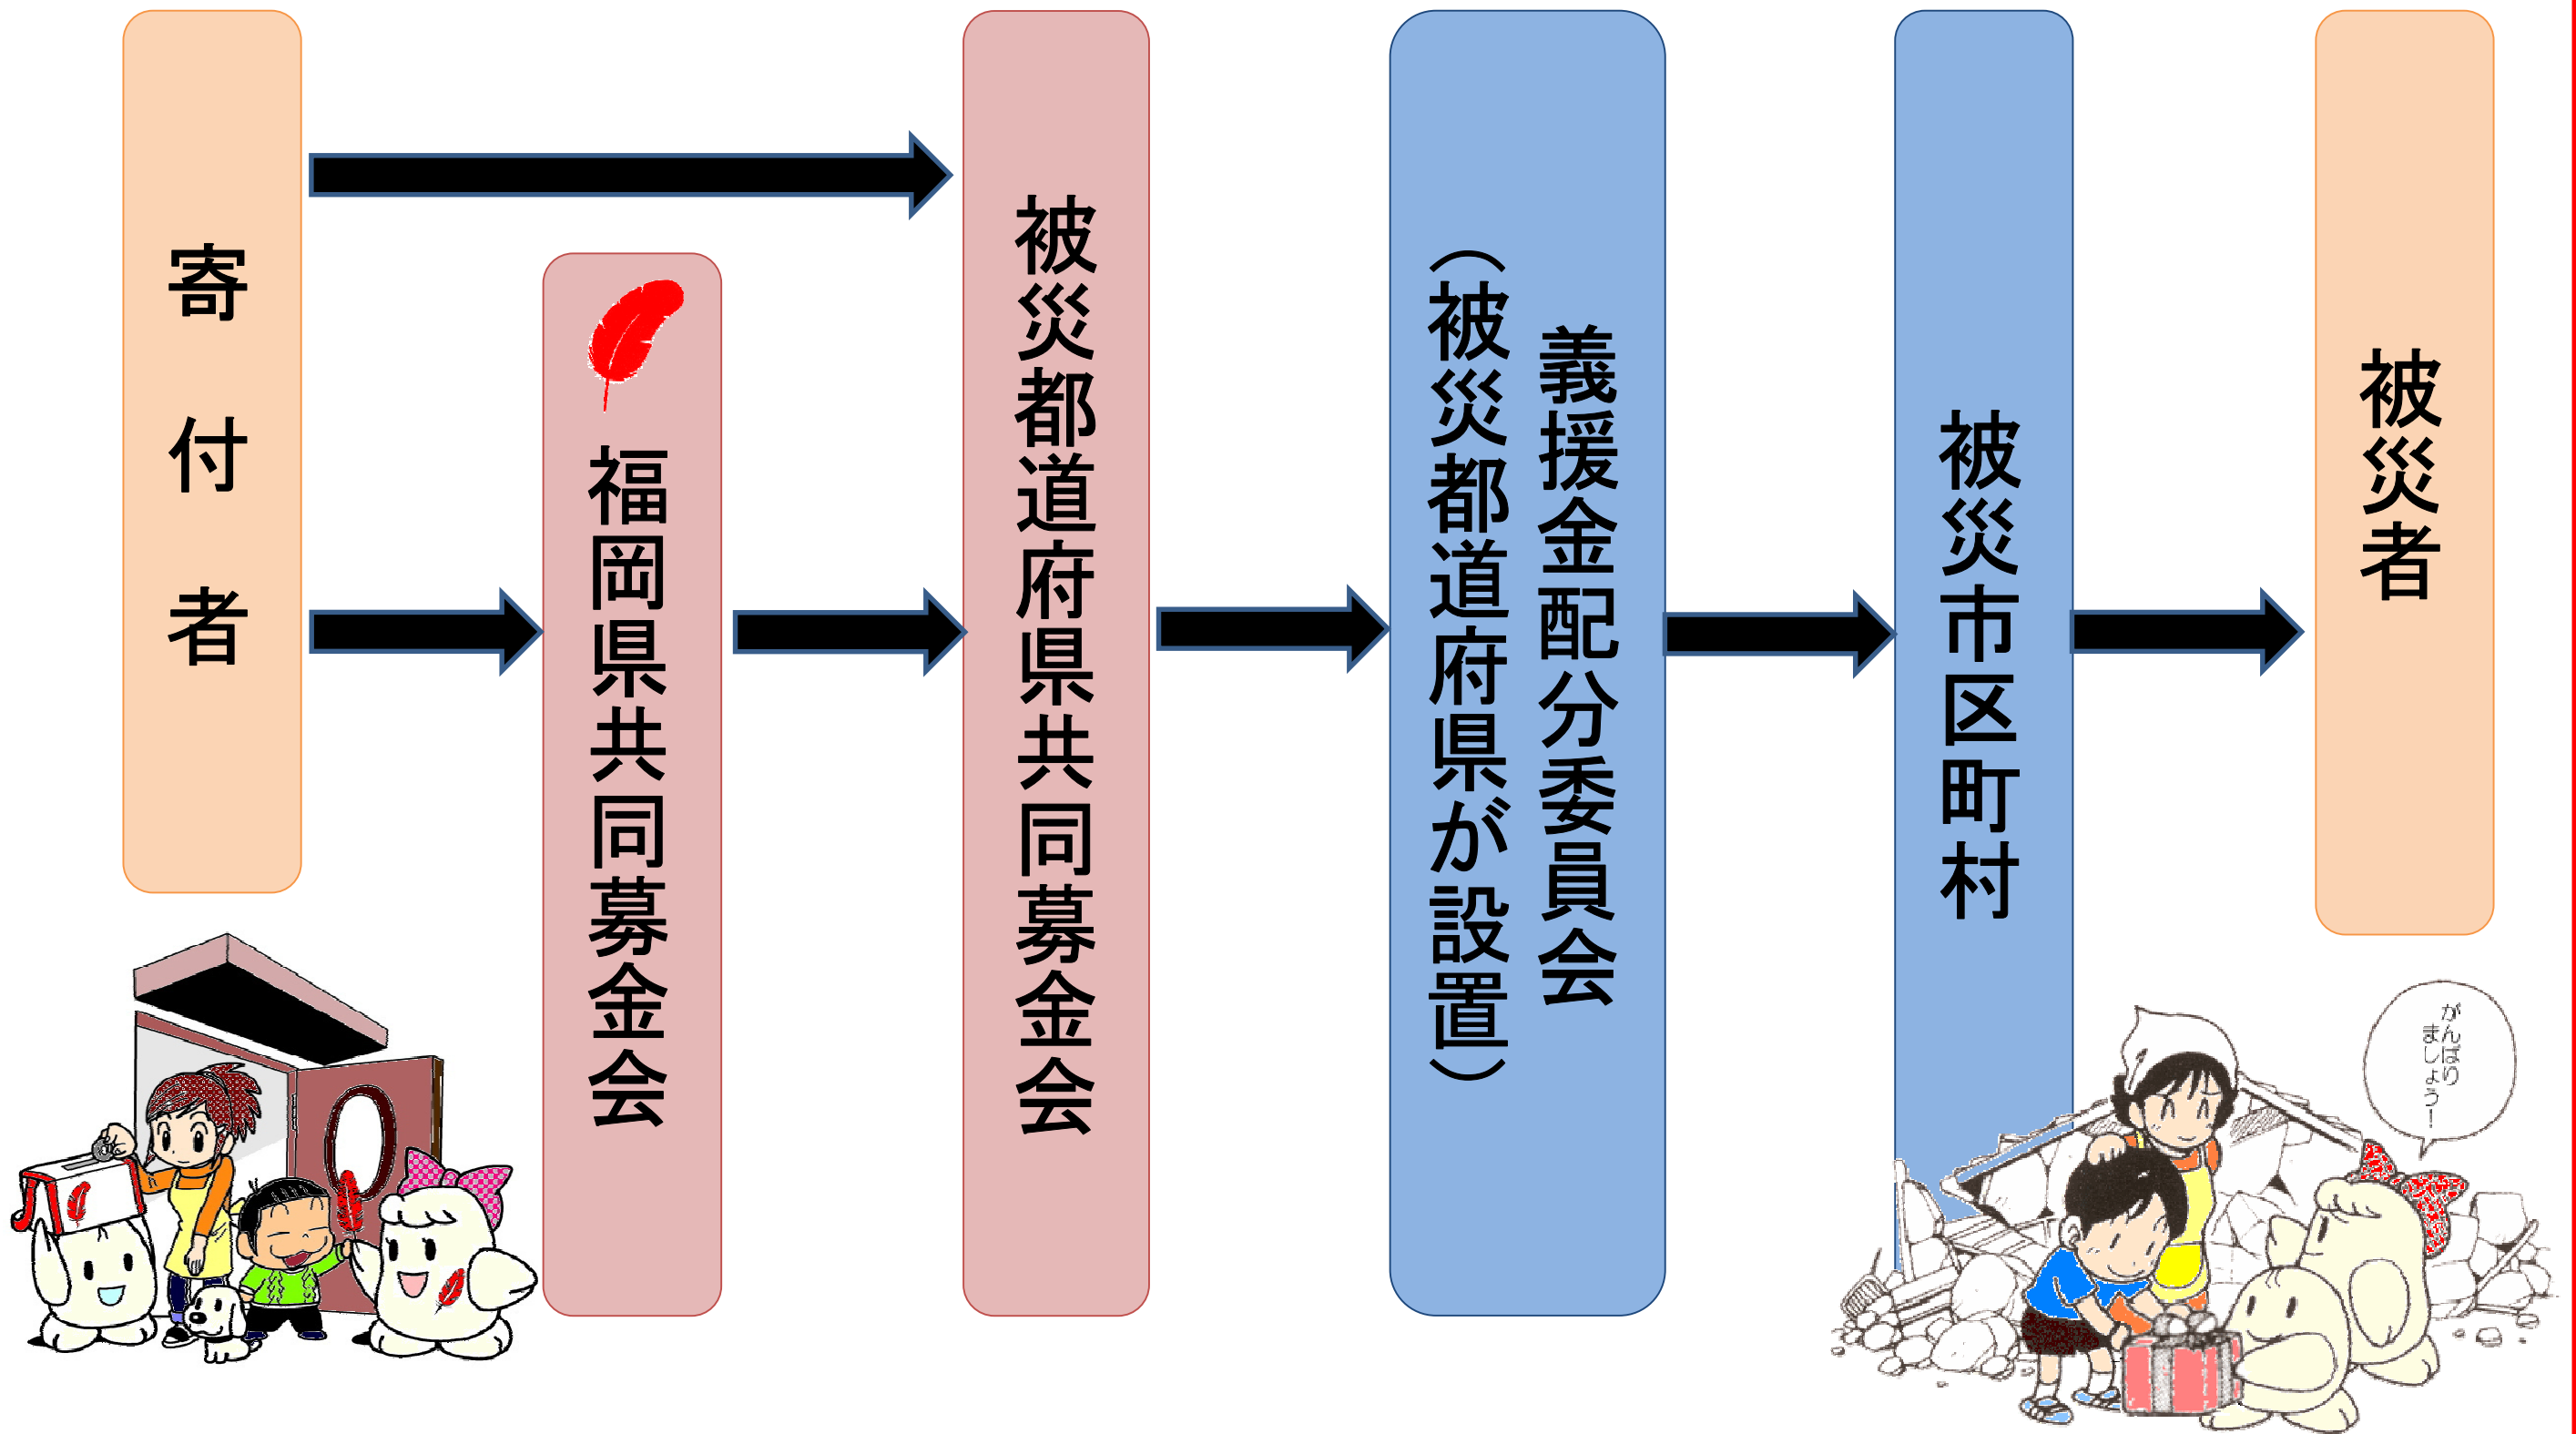 寄付者
福岡県共同募金会
被災都道府県共同募金会
義援金配分委員会
（被災都道府県が設置）
被災市区町村
被災者
がんばり
ましょう！